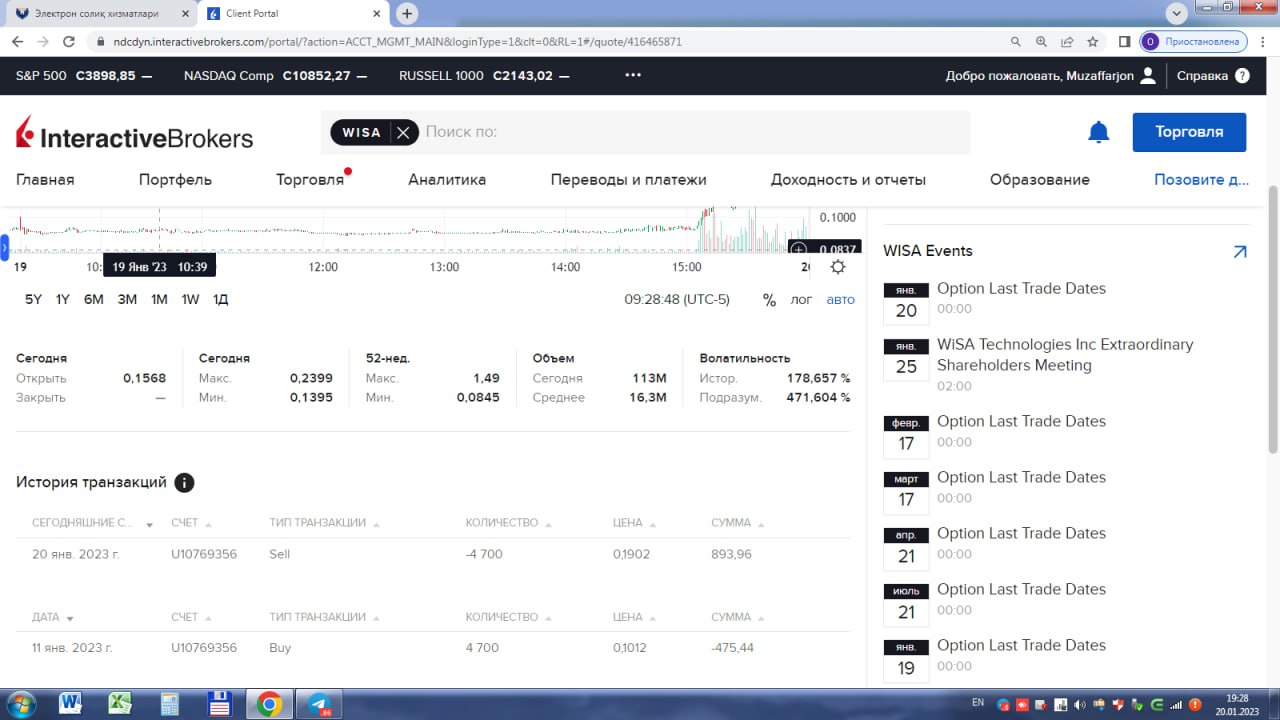 Электрон солиқ хизматлари
Client Portal
ndcdyn.interactivebrokers.com/portal/?action=ACCT_MGMT_MAIN&loginType=1&clt=0&RL=1#/quote/416465871
O Приостановлена
S&P 500 C3898,85 —
NASDAQ Comp C10852,27 —
RUSSELL 1000 C2143,02 —
•••
Добро пожаловать, Muzaffarjon
Справка ?
InteractiveBrokers
WISA
Поиск по:
Торговля
Главная
Портфель
Торговля
Аналитика
Переводы и платежи
Доходность и отчеты
Образование
Позовите д...
0.1000
0.0837
19
10:
19 Янв '23 10:39
12:00
13:00
14:00
15:00
5Y 1Y 6M 3M 1M 1W 1Д
09:28:48 (UTC-5)
% лог авто
Сегодня
Открыть 0,1568
Закрыть —
Сегодня
Макс. 0,2399
Мин. 0,1395
52-нед.
Макс. 1,49
Мин. 0,0845
Объем
Сегодня 113M
Среднее 16,3M
Волатильность
Истор. 178,657 %
Подразум. 471,604 %
История транзакций i
СЕГОДНЯШНИЕ С... СЧЕТ ТИП ТРАНЗАКЦИИ КОЛИЧЕСТВО ЦЕНА СУММА
20 янв. 2023 г. U10769356 Sell -4 700 0,1902 893,96
ДАТА СЧЕТ ТИП ТРАНЗАКЦИИ КОЛИЧЕСТВО ЦЕНА СУММА
11 янв. 2023 г. U10769356 Buy 4 700 0,1012 -475,44
WISA Events
янв.
20
Option Last Trade Dates
00:00
янв.
25
WiSA Technologies Inc Extraordinary
Shareholders Meeting
02:00
февр.
17
Option Last Trade Dates
00:00
март
17
Option Last Trade Dates
00:00
апр.
21
Option Last Trade Dates
00:00
июль
21
Option Last Trade Dates
00:00
янв.
19
Option Last Trade Dates
00:00
EN
19:28
20.01.2023